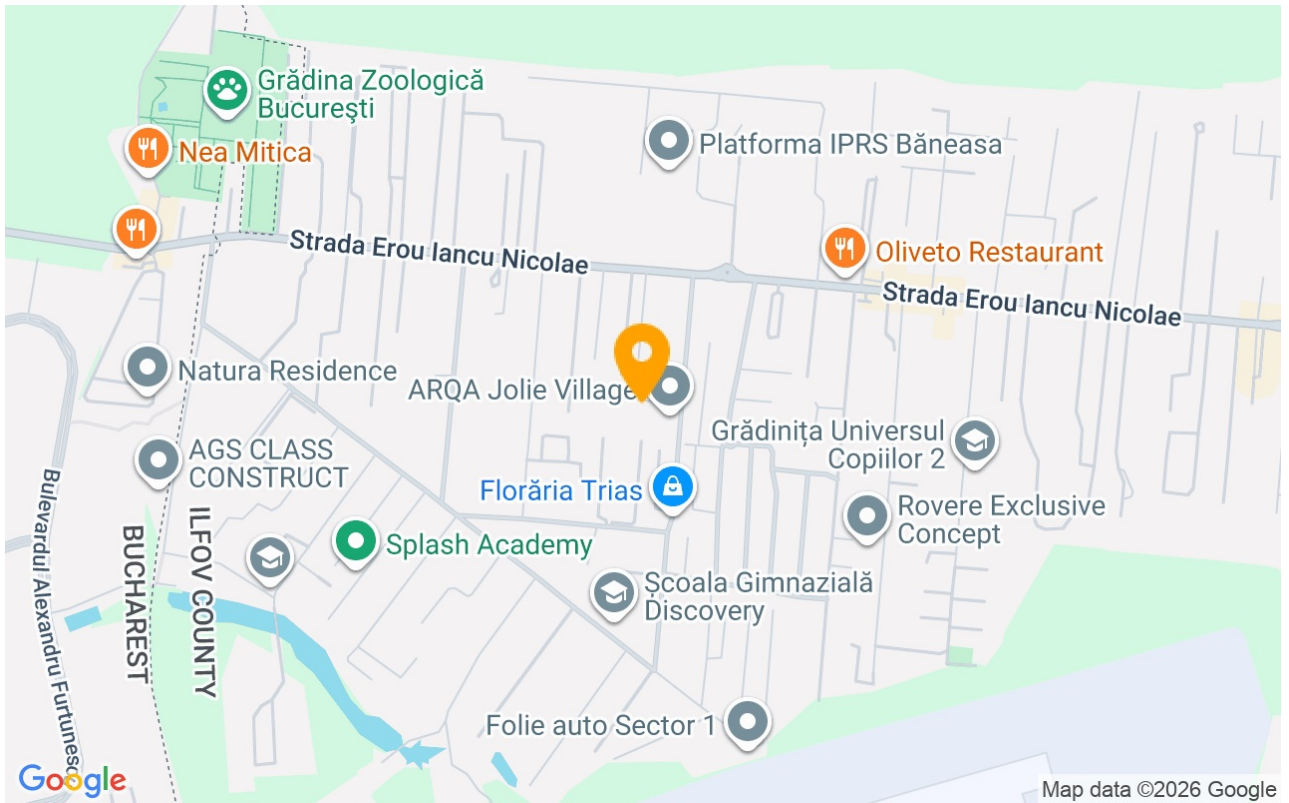 Grădina Zoologică
Bucureşti
Nea Mitica
Platforma IPRS Băneasa
Strada Erou Iancu Nicolae
Oliveto Restaurant
Strada Erou Iancu Nicolae
Natura Residence
ARQA Jolie Village
Grădinița Universul
Copiilor 2
AGS CLASS
CONSTRUCT
Florăria Trias
Rovere Exclusive
Concept
Splash Academy
Școala Gimnazială
Discovery
BUCHAREST
ILFOV COUNTY
Bulevardul Alexandru Furtunesc
Folie auto Sector 1
Google
Map data ©2026 Google